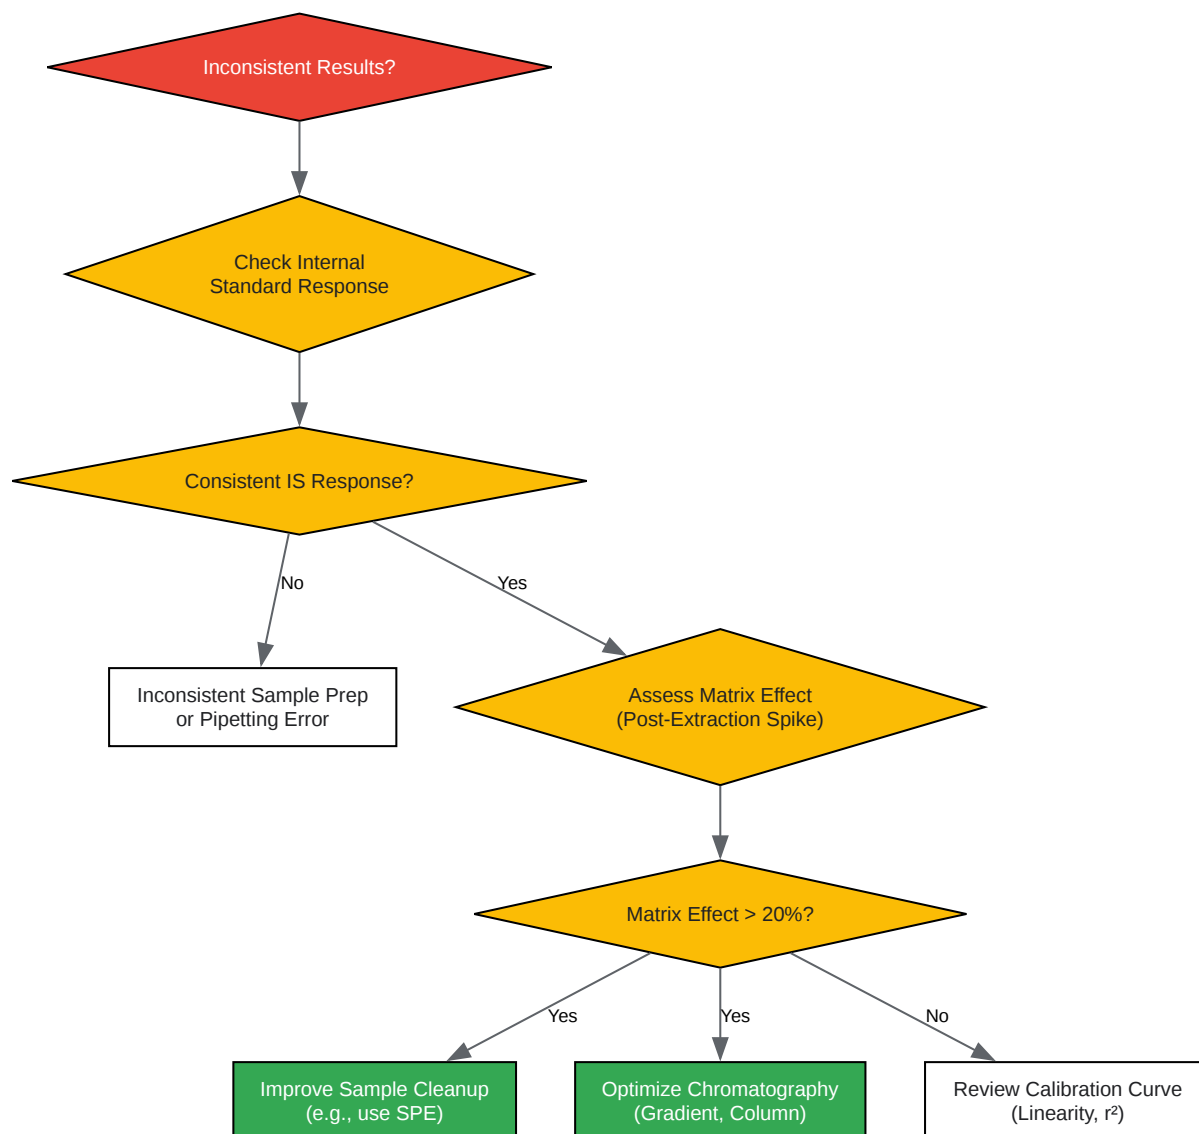 Inconsistent Results?
Check Internal
Standard Response
Consistent IS Response?
No
Yes
Inconsistent Sample Prep
or Pipetting Error
Assess Matrix Effect
(Post-Extraction Spike)
Matrix Effect > 20%?
Yes
Yes
No
Improve Sample Cleanup
(e.g., use SPE)
Optimize Chromatography
(Gradient, Column)
Review Calibration Curve
(Linearity, r²)